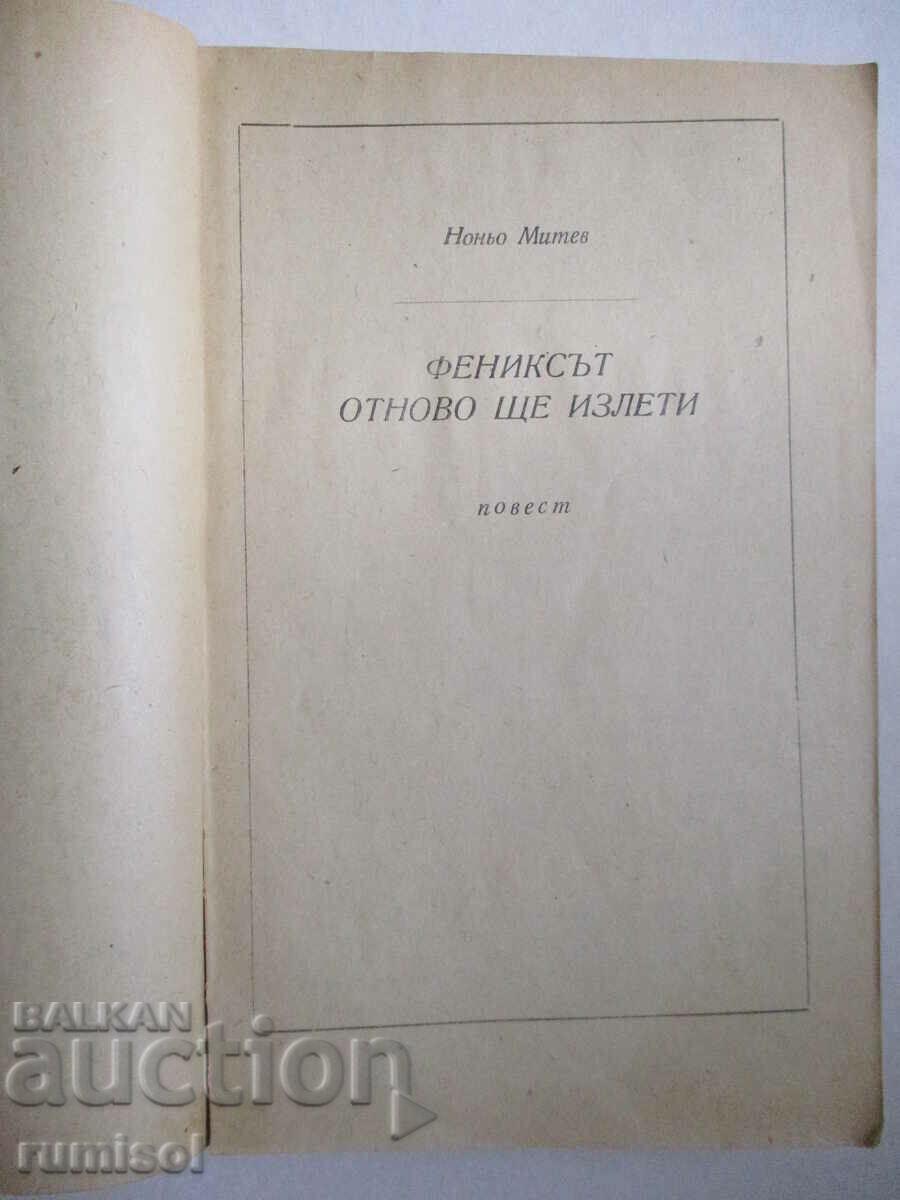 Ноньо Митев
ФЕНИКСЪТ
ОТНОВО ЩЕ ИЗЛЕТИ
повест
BALKAN
auction
rumisol